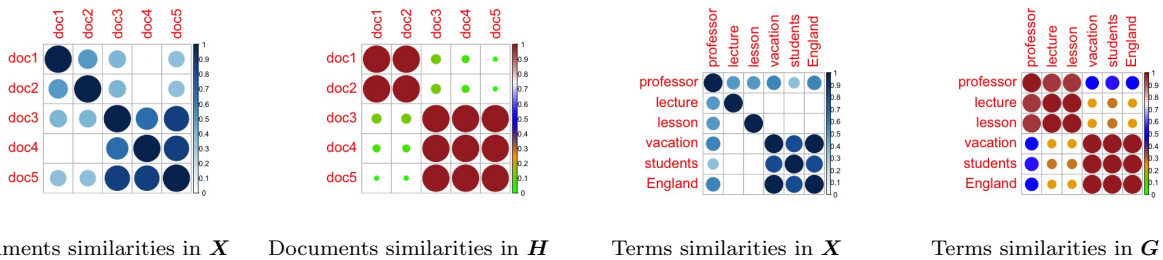 doc1 doc2 doc3 doc4 doc5
doc1
doc2
doc3
doc4
doc5
1
0.9
0.8
0.7
0.6
0.5
0.4
0.3
0.2
0.1
0
uments similarities in X
doc1 doc2 doc3 doc4 doc5
doc1
doc2
doc3
doc4
doc5
1
0.9
0.8
0.7
0.6
0.5
0.4
0.3
0.2
0.1
0
Documents similarities in H
professor lecture lesson vacation students England
professor
lecture
lesson
vacation
students
England
1
0.9
0.8
0.7
0.6
0.5
0.4
0.3
0.2
0.1
0
Terms similarities in X
professor lecture lesson vacation students England
professor
lecture
lesson
vacation
students
England
1
0.9
0.8
0.7
0.6
0.5
0.4
0.3
0.2
0.1
0
Terms similarities in G